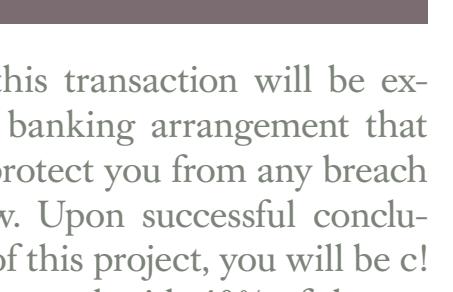 this transaction will be ex-
banking arrangement that
protect you from any breach
w. Upon successful conclu-
of this project, you will be c!